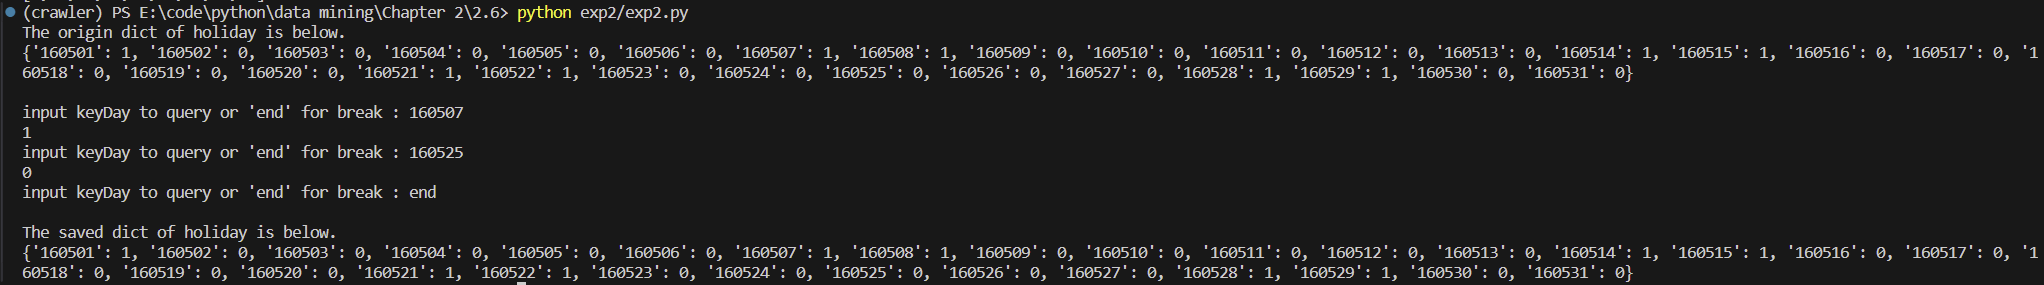 (crawler) PS E:\code\python\data mining\Chapter 2\2.6> python exp2/exp2.py
The origin dict of holiday is below.
{'160501': 1, '160502': 0, '160503': 0, '160504': 0, '160505': 0, '160506': 0, '160507': 1, '160508': 1, '160509': 0, '160510': 0, '160511': 0, '160512': 0, '160513': 0, '160514': 1, '160515': 1, '160516': 0, '160517': 0, '1
60518': 0, '160519': 0, '160520': 0, '160521': 1, '160522': 1, '160523': 0, '160524': 0, '160525': 0, '160526': 0, '160527': 0, '160528': 1, '160529': 1, '160530': 0, '160531': 0}
input keyDay to query or 'end' for break : 160507
1
input keyDay to query or 'end' for break : 160525
0
input keyDay to query or 'end' for break : end
The saved dict of holiday is below.
{'160501': 1, '160502': 0, '160503': 0, '160504': 0, '160505': 0, '160506': 0, '160507': 1, '160508': 1, '160509': 0, '160510': 0, '160511': 0, '160512': 0, '160513': 0, '160514': 1, '160515': 1, '160516': 0, '160517': 0, '1
60518': 0, '160519': 0, '160520': 0, '160521': 1, '160522': 1, '160523': 0, '160524': 0, '160525': 0, '160526': 0, '160527': 0, '160528': 1, '160529': 1, '160530': 0, '160531': 0}